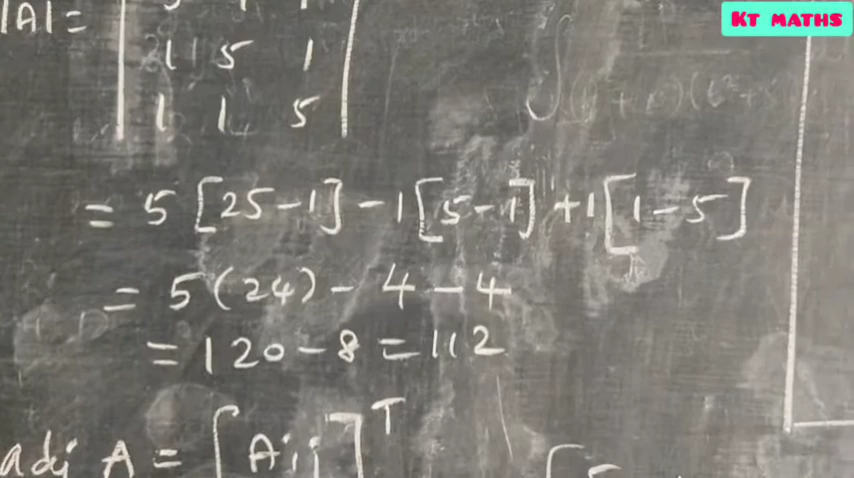 KT MATHS
|A| =
1 5 1
1 1 5
= 5 [25-1] -1 [5-1] +1 [1-5]
= 5 (24) - 4 - 4
= 120 - 8 = 112
adj A = [Aij]^T